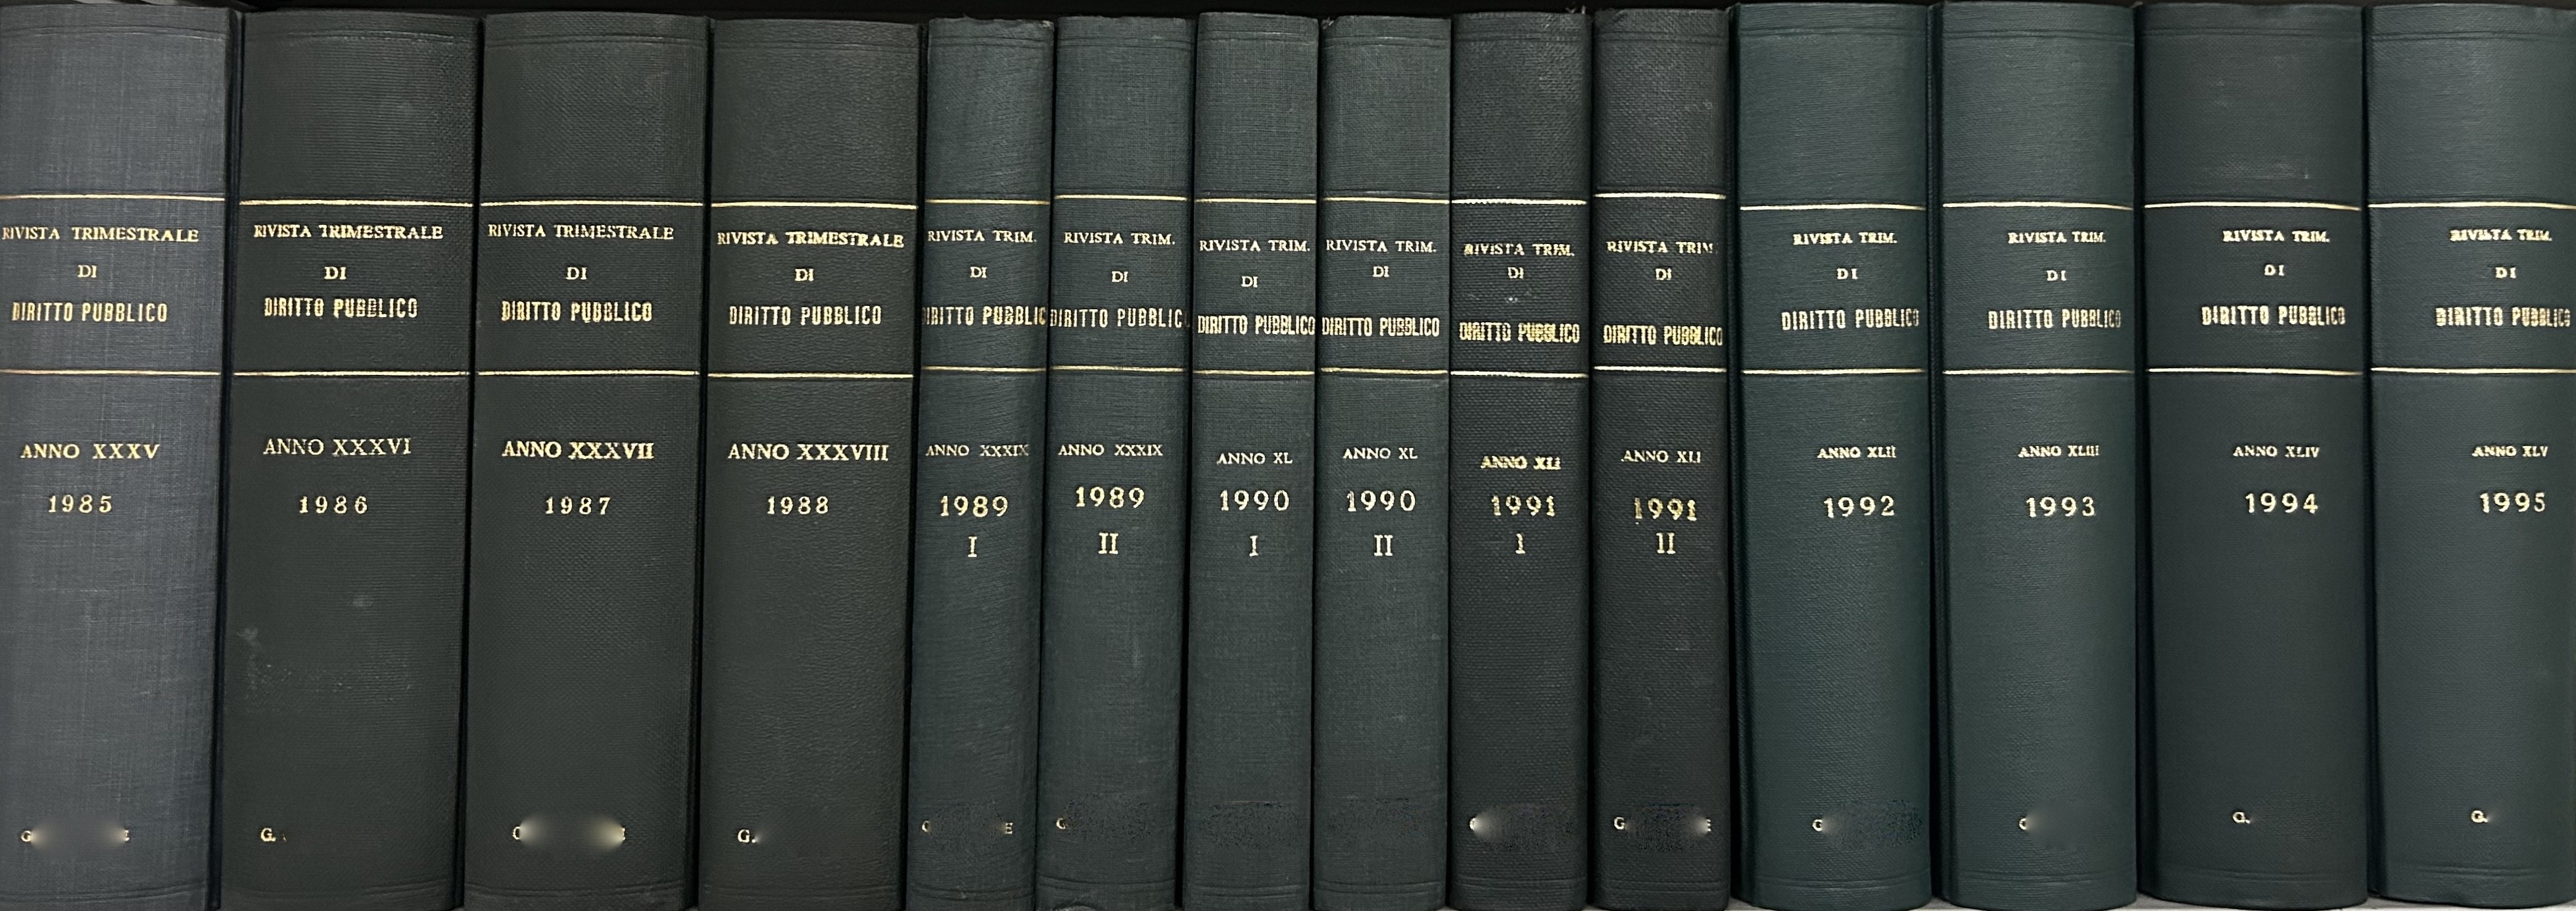 RIVISTA TRIMESTRALE
DI
DIRITTO PUBBLICO
ANNO XXXV
1985
G
E
RIVISTA TRIMESTRALE
DI
DIRITTO PUBBLICO
ANNO XXXVI
1986
G.
RIVISTA TRIMESTRALE
DI
DIRITTO PUBBLICO
ANNO XXXVII
1987
RIVISTA TRIMESTRALE
DI
DIRITTO PUBBLICO
ANNO XXXVIII
1988
G.
RIVISTA TRIM.
DI
DIRITTO PUBBLIC
ANNO XXXIX
1989
I
E
RIVISTA TRIM.
DI
DIRITTO PUBBLIC
ANNO XXXIX
1989
II
G
RIVISTA TRIM.
DI
DIRITTO PUBBLICO
ANNO XL
1990
I
RIVISTA TRIM.
DI
DIRITTO PUBBLICO
ANNO XL
1990
II
RIVISTA TRIM.
DI
DIRITTO PUBBLICO
ANNO XLI
1991
I
RIVISTA TRIM
DI
DIRITTO PUBBLICO
ANNO XLI
1991
II
G
E
RIVISTA TRIM.
DI
DIRITTO PUBBLICO
ANNO XLII
1992
G
RIVISTA TRIM.
DI
DIRITTO PUBBLICO
ANNO XLIII
1993
RIVISTA TRIM.
DI
DIRITTO PUBBLICO
ANNO XLIV
1994
G.
RIVISTA TRIM.
DI
DIRITTO PUBBLICO
ANNO XLV
1995
G.